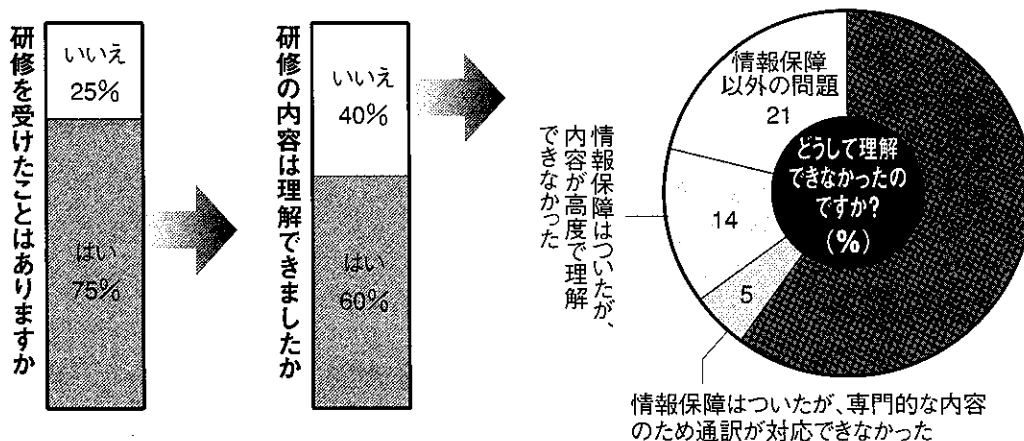 研修を受けたことはありますか
いいえ
25%
はい
75%
研修の内容は理解できましたか
いいえ
40%
はい
60%
どうして理解
できなかったの
ですか?
(%)
情報保障
以外の問題
21
情報保障はついたが、
内容が高度で理解
できなかった
14
5
情報保障はついたが、専門的な内容
のため通訳が対応できなかった